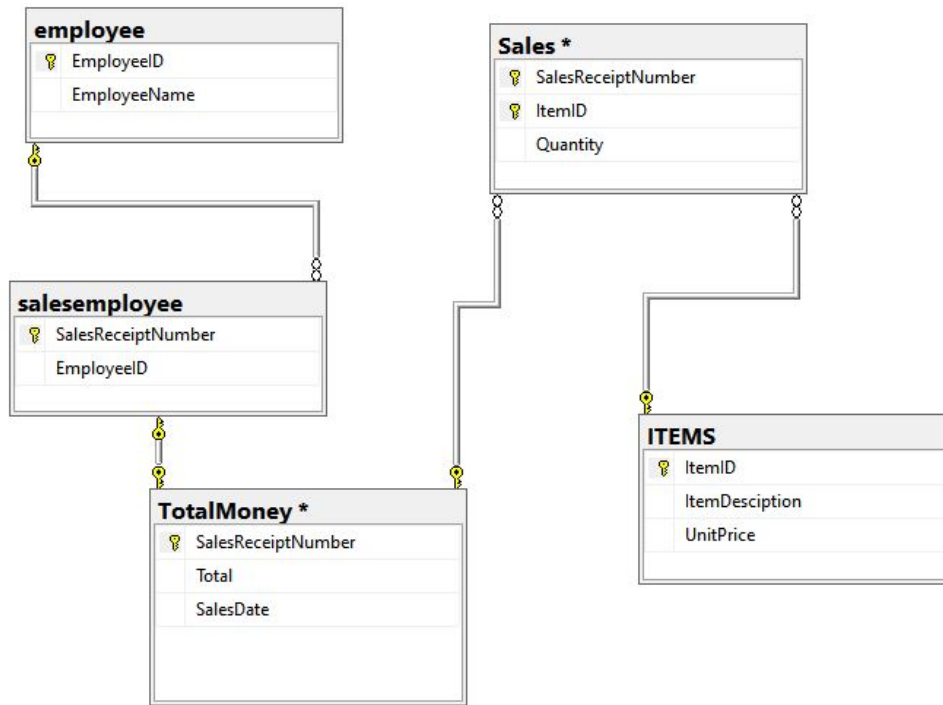 employee
EmployeeID
EmployeeName
Sales *
SalesReceiptNumber
ItemID
Quantity
salesemployee
SalesReceiptNumber
EmployeeID
ITEMS
ItemID
ItemDesciption
UnitPrice
TotalMoney *
SalesReceiptNumber
Total
SalesDate